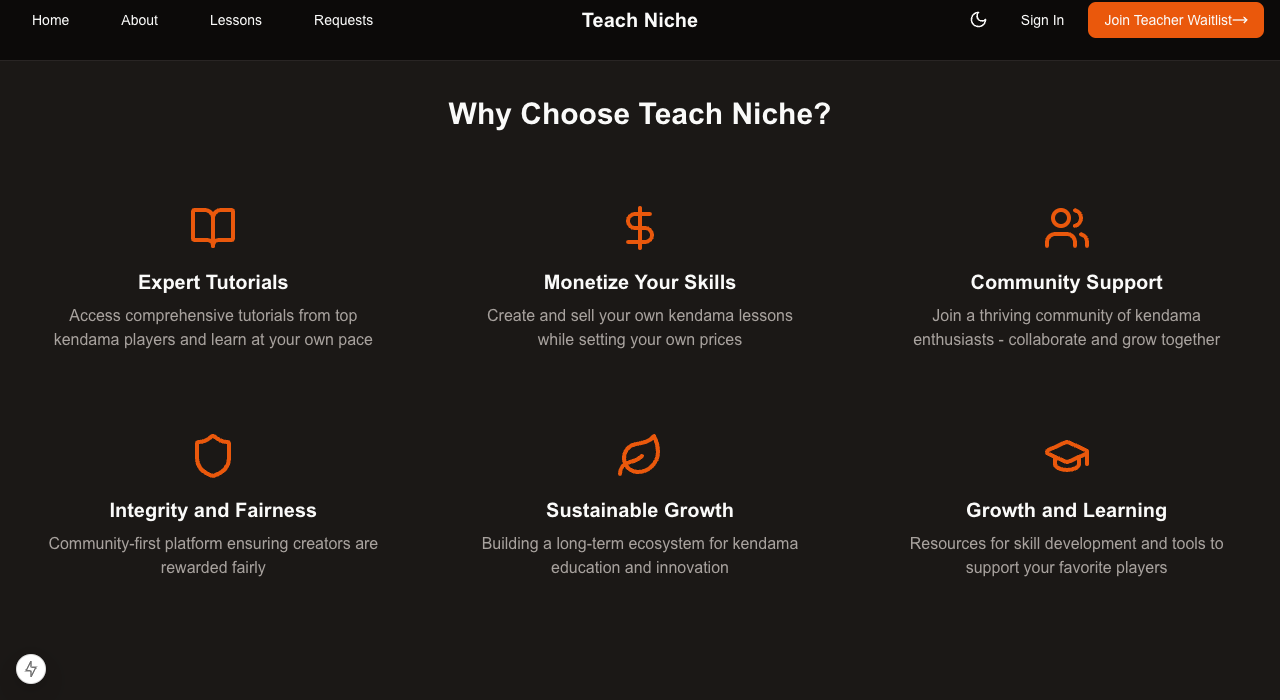 Home
About
Lessons
Requests
Teach Niche
Sign In
Join Teacher Waitlist
Why Choose Teach Niche?
Expert Tutorials
Access comprehensive tutorials from top
kendama players and learn at your own pace
Monetize Your Skills
Create and sell your own kendama lessons
while setting your own prices
Community Support
Join a thriving community of kendama
enthusiasts - collaborate and grow together
Integrity and Fairness
Community-first platform ensuring creators are
rewarded fairly
Sustainable Growth
Building a long-term ecosystem for kendama
education and innovation
Growth and Learning
Resources for skill development and tools to
support your favorite players